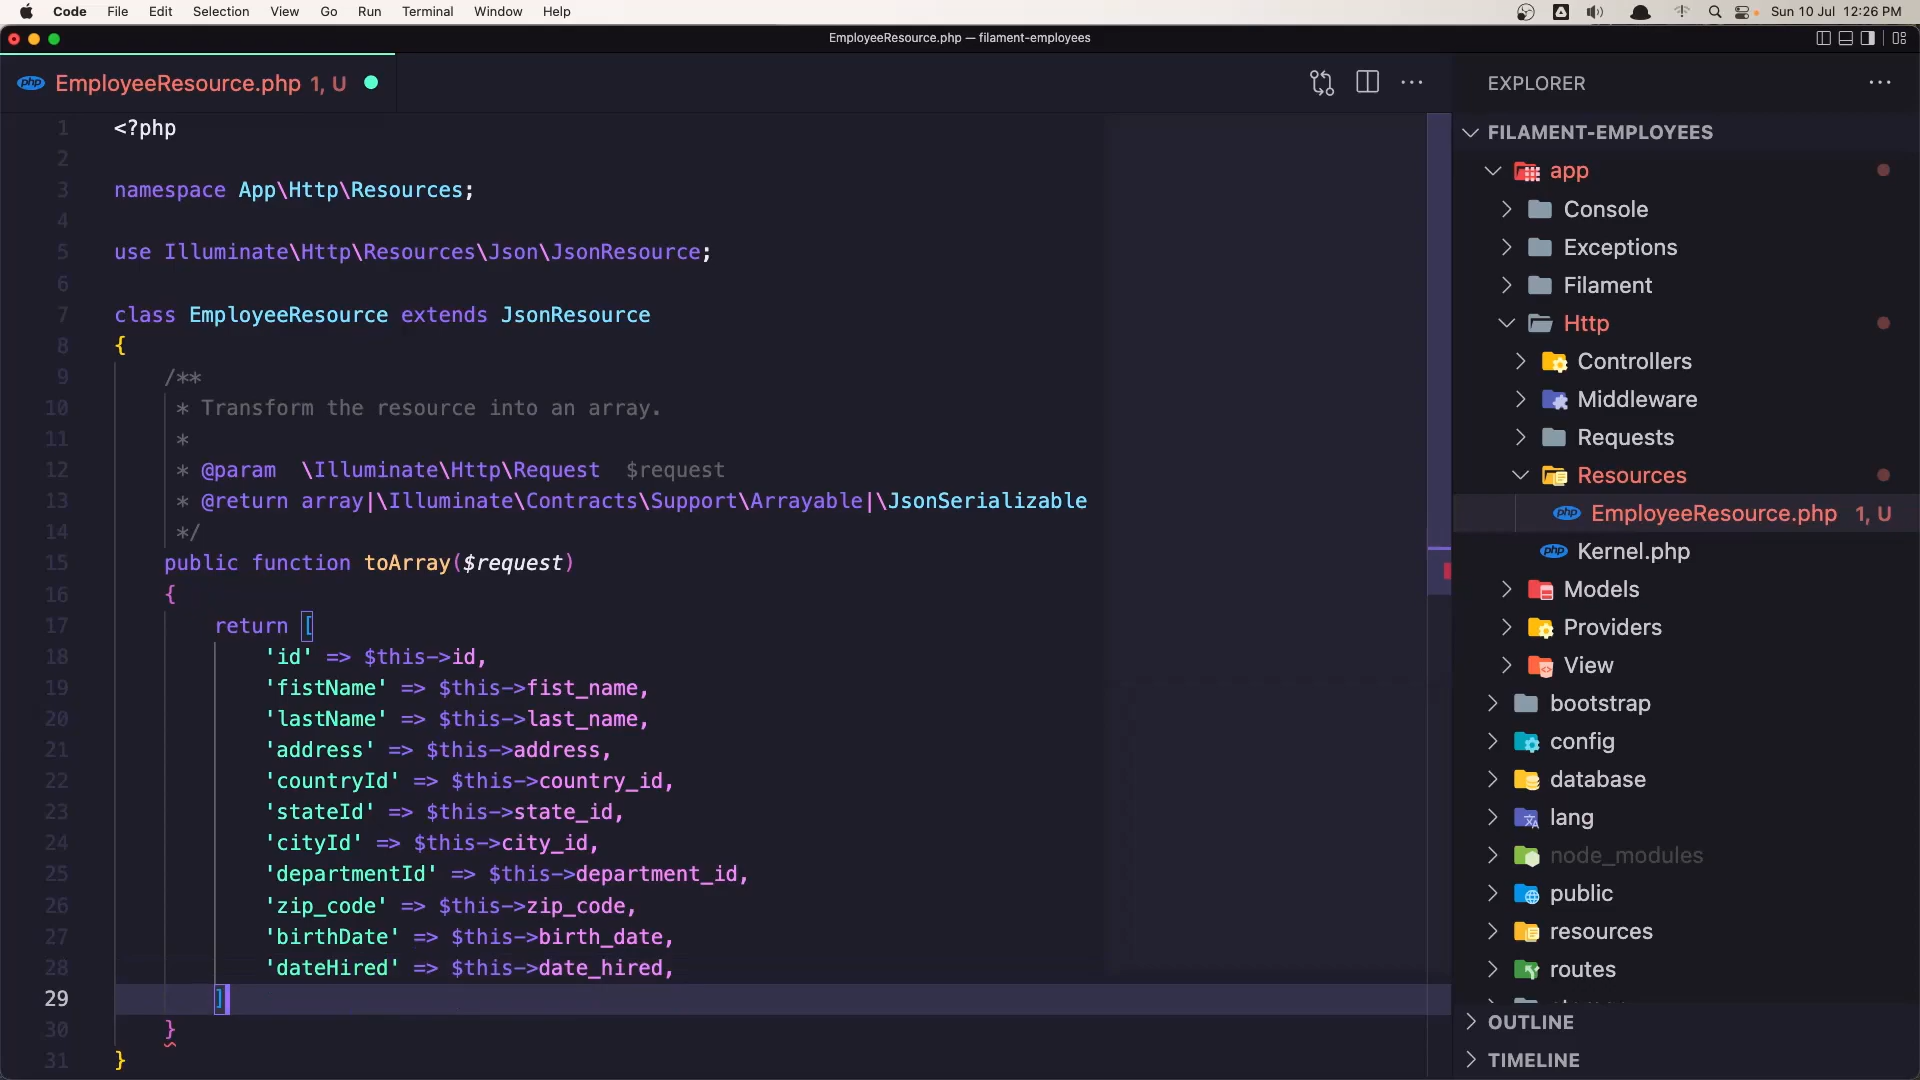 Code File Edit Selection View Go Run Terminal Window Help Sun 10 Jul 12:26 PM
EmployeeResource.php — filament-employees
php EmployeeResource.php 1, U
1 <?php
2
3 namespace App\Http\Resources;
4
5 use Illuminate\Http\Resources\Json\JsonResource;
6
7 class EmployeeResource extends JsonResource
8 {
9 /**
10 * Transform the resource into an array.
11 *
12 * @param  \Illuminate\Http\Request  $request
13 * @return array|\Illuminate\Contracts\Support\Arrayable|\JsonSerializable
14 */
15 public function toArray($request)
16 {
17 return [
18 'id' => $this->id,
19 'fistName' => $this->fist_name,
20 'lastName' => $this->last_name,
21 'address' => $this->address,
22 'countryId' => $this->country_id,
23 'stateId' => $this->state_id,
24 'cityId' => $this->city_id,
25 'departmentId' => $this->department_id,
26 'zip_code' => $this->zip_code,
27 'birthDate' => $this->birth_date,
28 'dateHired' => $this->date_hired,
29 ]
30 }
31 }
EXPLORER
FILAMENT-EMPLOYEES
app
Console
Exceptions
Filament
Http
Controllers
Middleware
Requests
Resources
php EmployeeResource.php 1, U
php Kernel.php
Models
Providers
View
bootstrap
config
database
lang
node_modules
public
resources
routes
OUTLINE
TIMELINE